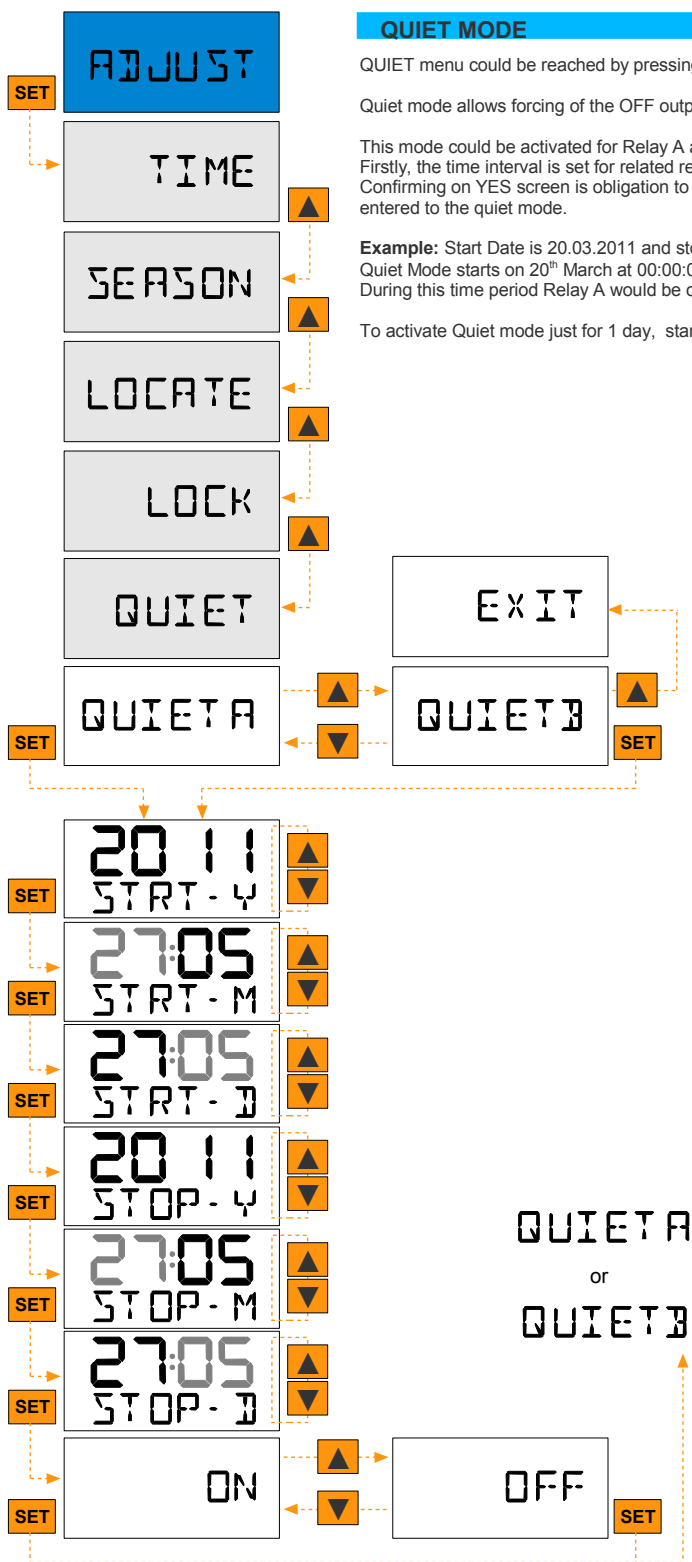 QUIET MODE
QUIET menu could be reached by pressing
Quiet mode allows forcing of the OFF outp
This mode could be activated for Relay A a
Firstly, the time interval is set for related re
Confirming on YES screen is obligation to
entered to the quiet mode.
Example: Start Date is 20.03.2011 and sto
Quiet Mode starts on 20th March at 00:00:0
During this time period Relay A would be o
To activate Quiet mode just for 1 day, star
ADJUST
SET
TIME
SEASON
LOCATE
LOCK
QUIET
EXIT
QUIETA
QUIETB
SET
SET
20 11
STRT-Y
SET
27:05
STRT-M
SET
27:05
STRT-D
SET
20 11
STOP-Y
SET
27:05
STOP-M
SET
27:05
STOP-D
SET
QUIETA
or
QUIETB
ON
OFF
SET
SET